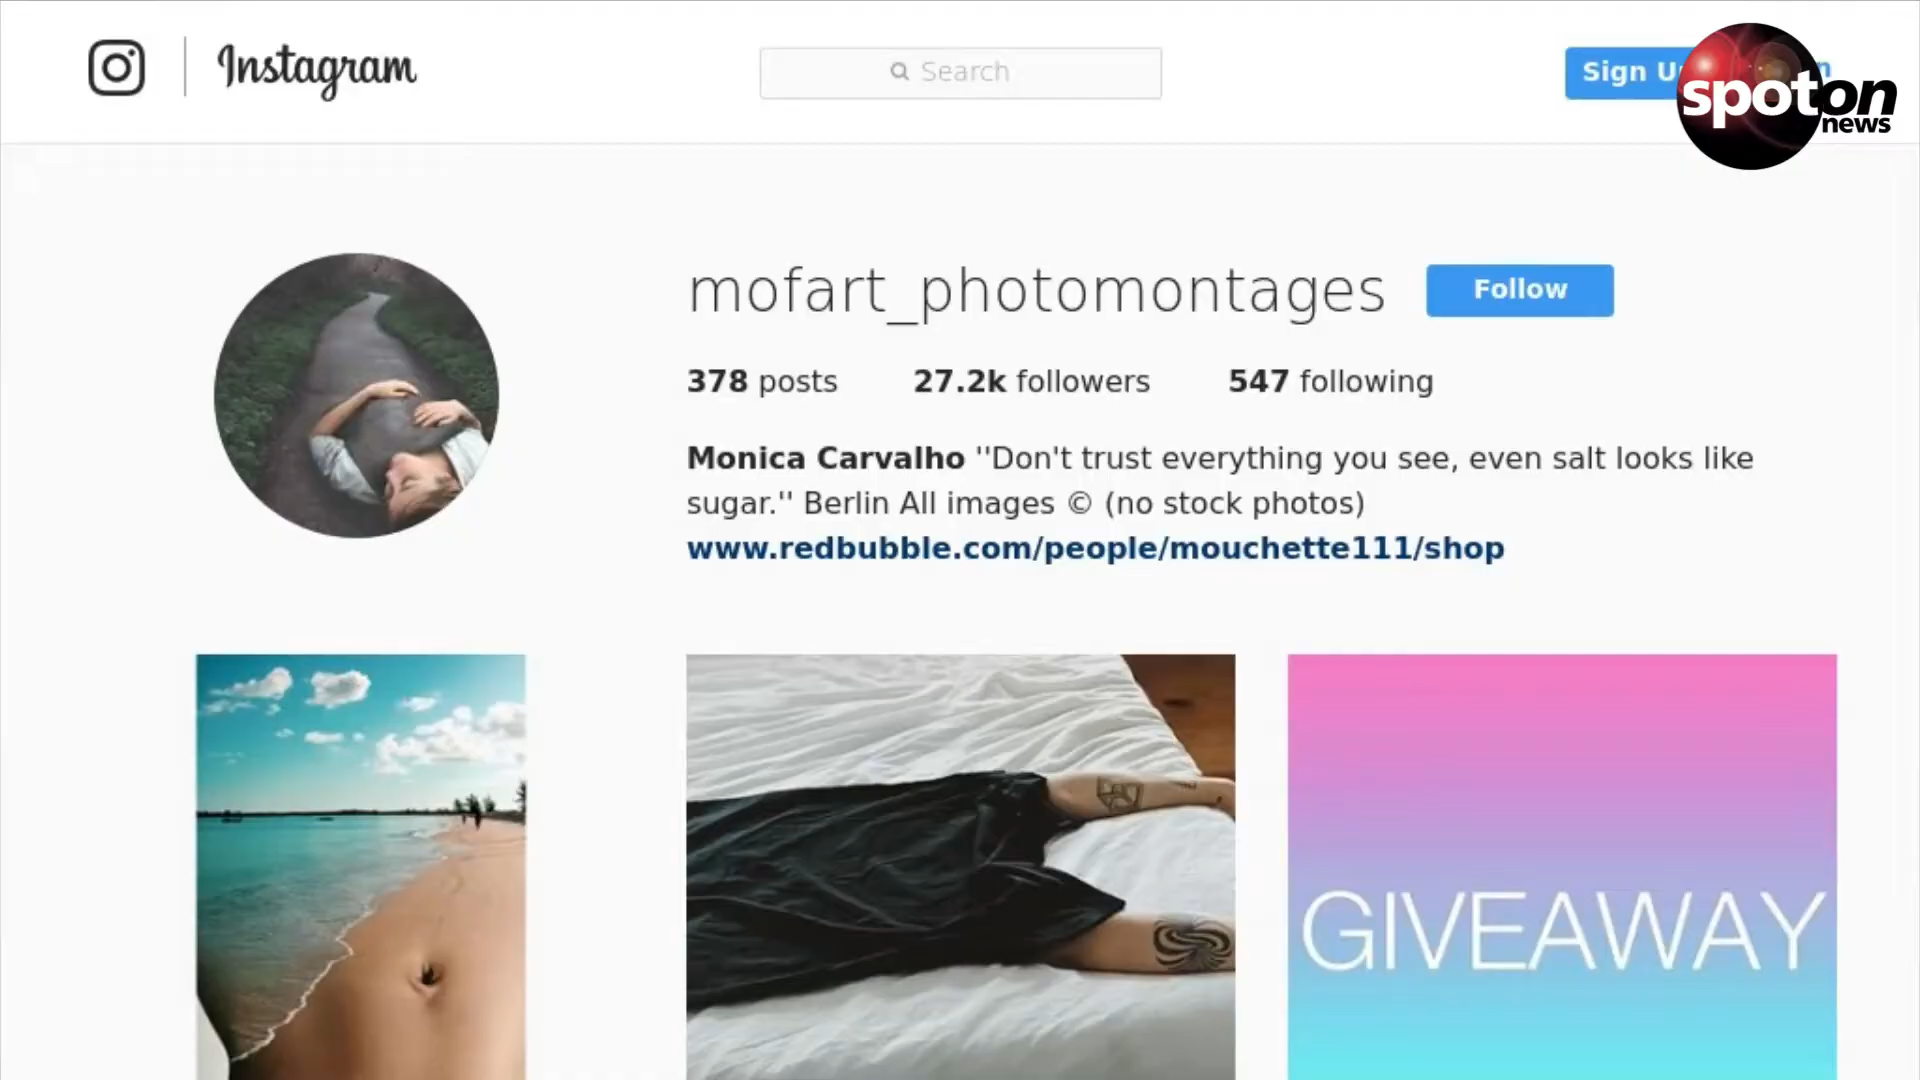 Instagram
Search
Sign U
spoton
news
mofart_photomontages
Follow
378 posts 27.2k followers 547 following
Monica Carvalho ''Don't trust everything you see, even salt looks like
sugar.'' Berlin All images © (no stock photos)
www.redbubble.com/people/mouchette111/shop
GIVEAWAY